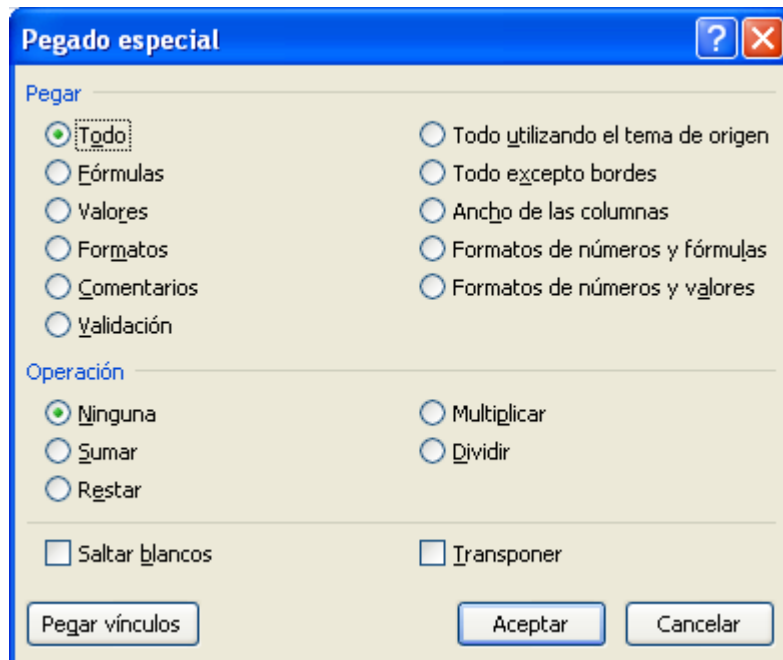 Pegado especial
Pegar
Todo
Todo utilizando el tema de origen
Fórmulas
Todo excepto bordes
Valores
Ancho de las columnas
Formatos
Formatos de números y fórmulas
Comentarios
Formatos de números y valores
Validación
Operación
Ninguna
Multiplicar
Sumar
Dividir
Restar
Saltar blancos
Transponer
Pegar vínculos
Aceptar
Cancelar